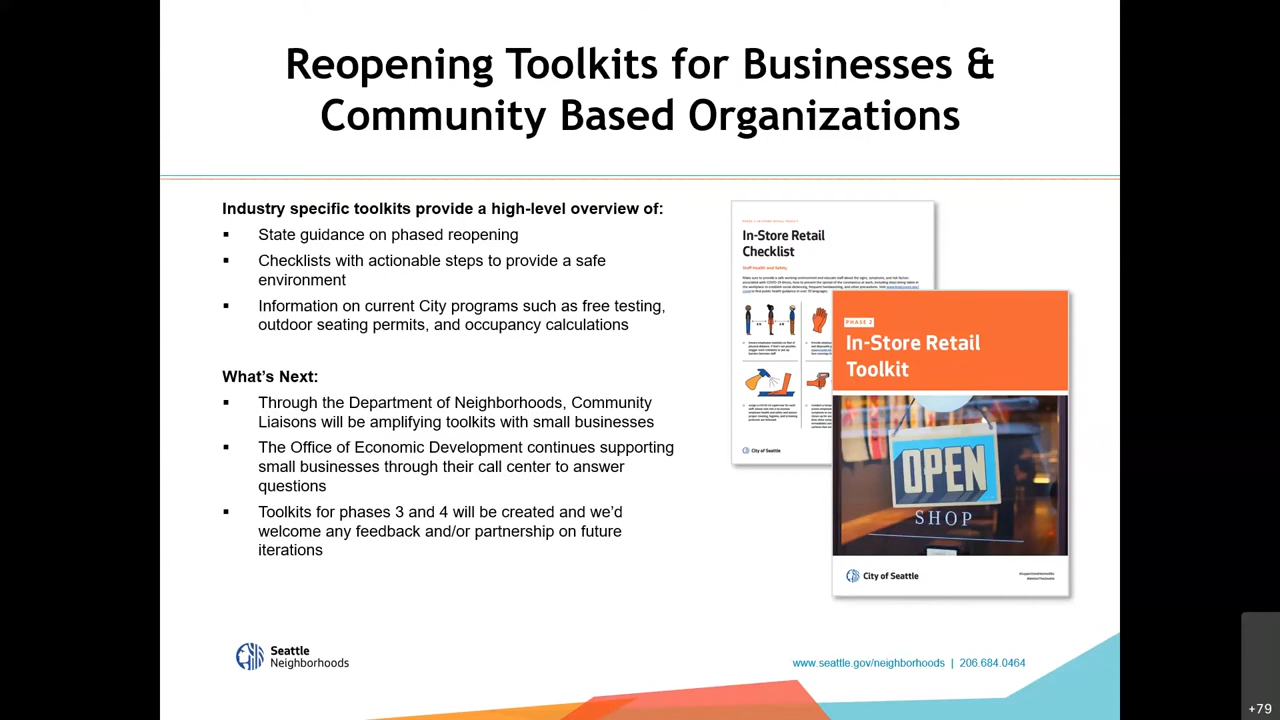 Reopening Toolkits for Businesses &
Community Based Organizations
Industry specific toolkits provide a high-level overview of:
▪ State guidance on phased reopening
▪ Checklists with actionable steps to provide a safe
environment
▪ Information on current City programs such as free testing,
outdoor seating permits, and occupancy calculations
What's Next:
▪ Through the Department of Neighborhoods, Community
Liaisons will be amplifying toolkits with small businesses
▪ The Office of Economic Development continues supporting
small businesses through their call center to answer
questions
▪ Toolkits for phases 3 and 4 will be created and we'd
welcome any feedback and/or partnership on future
iterations
In-Store Retail
Checklist
Staff Health and Safety
City of Seattle
PHASE 2
In-Store Retail
Toolkit
OPEN
SHOP
City of Seattle
Seattle
Neighborhoods
www.seattle.gov/neighborhoods | 206.684.0464
+79